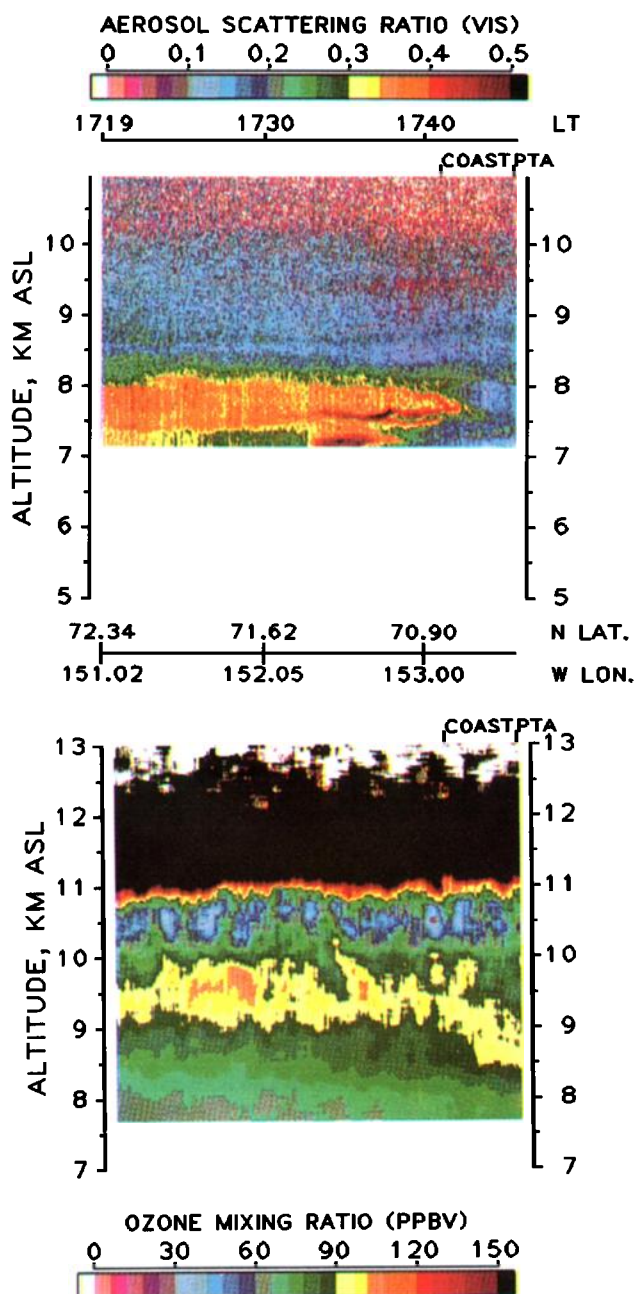 AEROSOL SCATTERING RATIO (VIS)
0 0.1 0.2 0.3 0.4 0.5
1719 1730 1740 LT
COAST PTA
ALTITUDE, KM ASL
10 10
9 9
8 8
7 7
6 6
5 5
72.34 71.62 70.90 N LAT.
151.02 152.05 153.00 W LON.
COAST PTA
ALTITUDE, KM ASL
13 13
12 12
11 11
10 10
9 9
8 8
7 7
OZONE MIXING RATIO (PPBV)
0 30 60 90 120 150